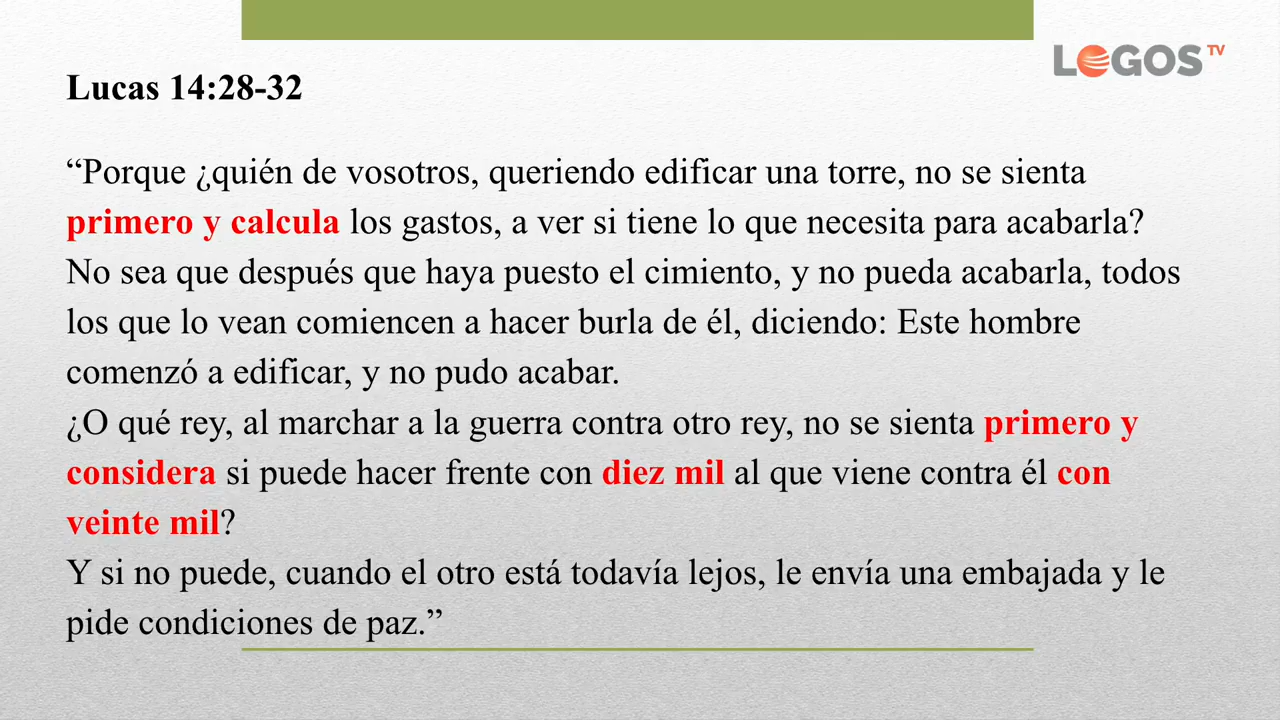 LOGOS TV
Lucas 14:28-32
“Porque ¿quién de vosotros, queriendo edificar una torre, no se sienta
primero y calcula los gastos, a ver si tiene lo que necesita para acabarla?
No sea que después que haya puesto el cimiento, y no pueda acabarla, todos
los que lo vean comiencen a hacer burla de él, diciendo: Este hombre
comenzó a edificar, y no pudo acabar.
¿O qué rey, al marchar a la guerra contra otro rey, no se sienta primero y
considera si puede hacer frente con diez mil al que viene contra él con
veinte mil?
Y si no puede, cuando el otro está todavía lejos, le envía una embajada y le
pide condiciones de paz.”